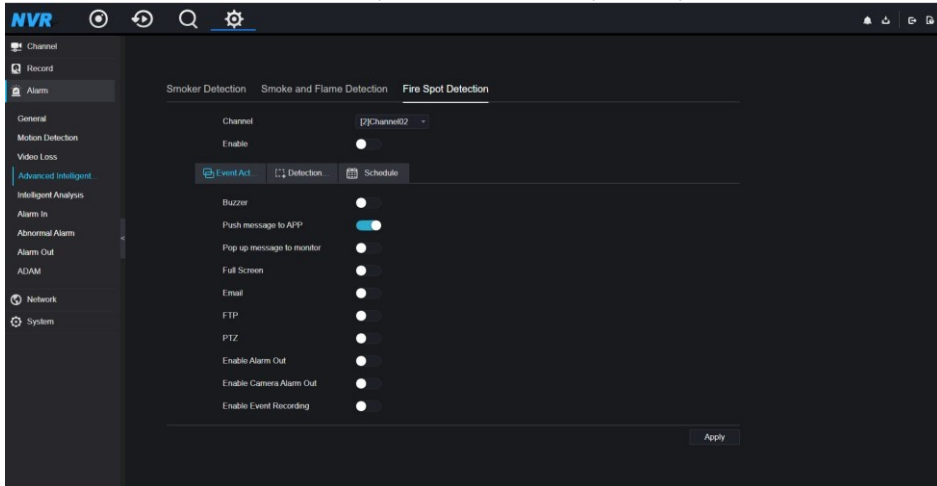 NVR
Channel
Record
Alarm
General
Motion Detection
Video Loss
Advanced Intelligent...
Intelligent Analysis
Alarm In
Abnormal Alarm
Alarm Out
ADAM
Network
System
Smoker Detection Smoke and Flame Detection Fire Spot Detection
Channel [2]Channel02
Enable
Event Act... Detection... Schedule
Buzzer
Push message to APP
Pop up message to monitor
Full Screen
Email
FTP
PTZ
Enable Alarm Out
Enable Camera Alarm Out
Enable Event Recording
Apply